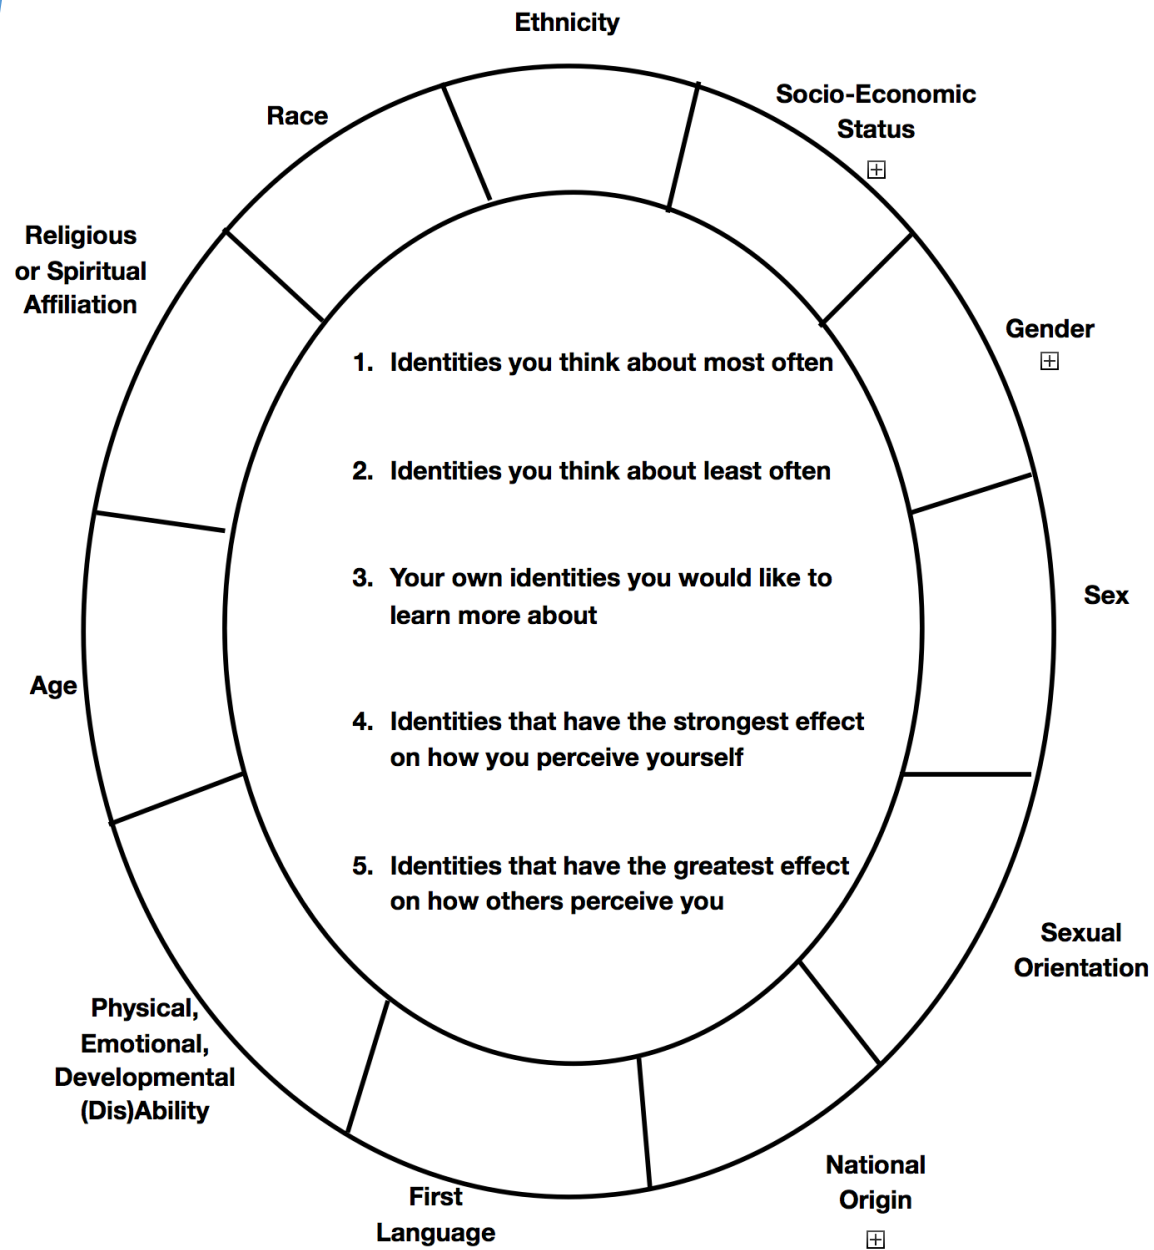 Ethnicity
Socio-Economic
Status
Race
Religious
or Spiritual
Affiliation
Gender
1. Identities you think about most often
2. Identities you think about least often
3. Your own identities you would like to
learn more about
Sex
Age
4. Identities that have the strongest effect
on how you perceive yourself
5. Identities that have the greatest effect
on how others perceive you
Sexual
Orientation
Physical,
Emotional,
Developmental
(Dis)Ability
National
Origin
First
Language